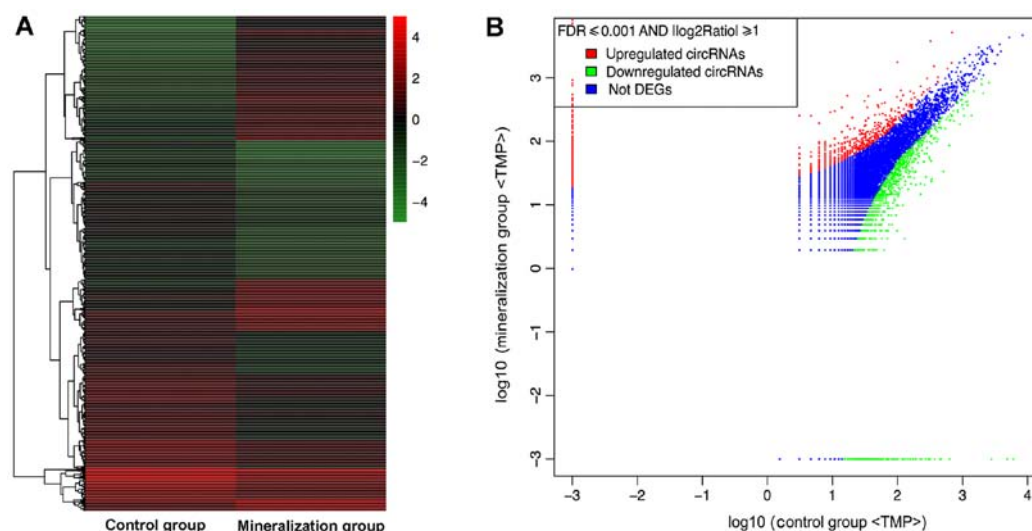 A
4
2
0
−2
−4
Control group Mineralization group
B
FDR ≤ 0.001 AND llog2Ratiol ≥ 1
Upregulated circRNAs
Downregulated circRNAs
Not DEGs
log10 (mineralization group <TMP>)
3
2
1
0
−1
−2
−3
−3 −2 −1 0 1 2 3 4
log10 (control group <TMP>)